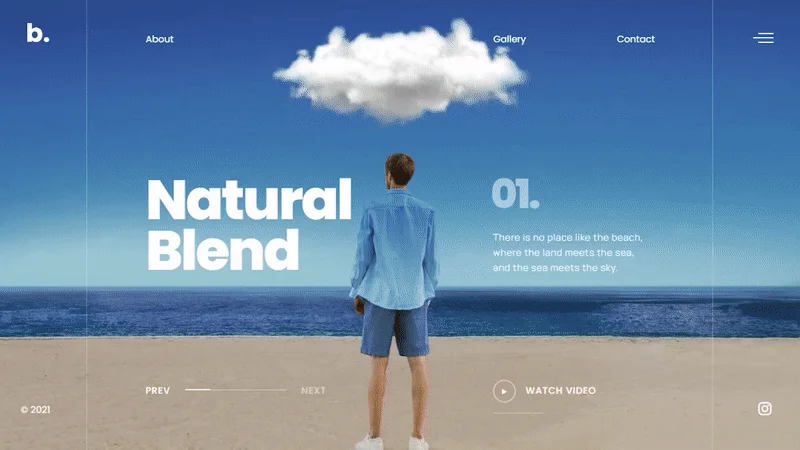 b.
About
Gallery
Contact
Natural
Blend
01.
There is no place like the beach,
where the land meets the sea,
and the sea meets the sky.
PREV
NEXT
WATCH VIDEO
© 2021